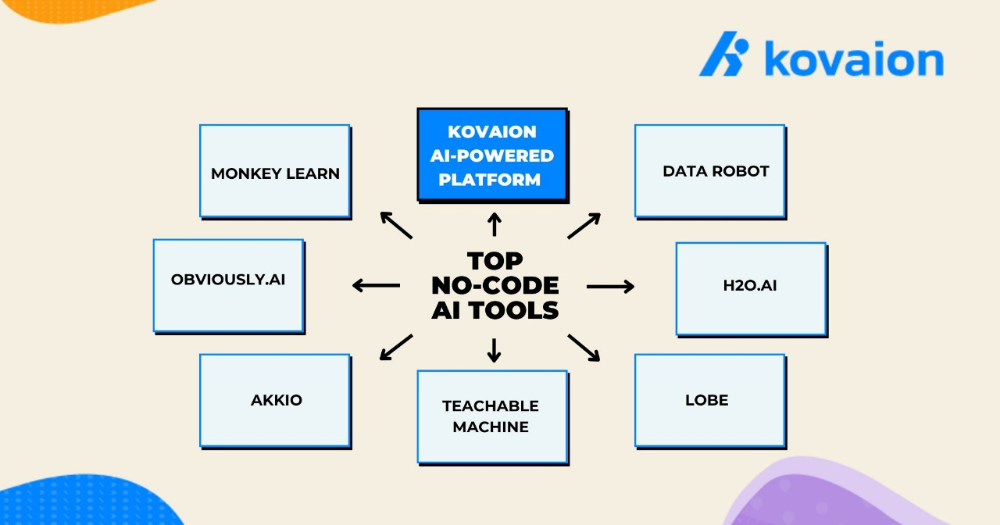 kovaion
KOVAION
AI-POWERED
PLATFORM
MONKEY LEARN
DATA ROBOT
OBVIOUSLY.AI
TOP
NO-CODE
AI TOOLS
H2O.AI
AKKIO
TEACHABLE
MACHINE
LOBE